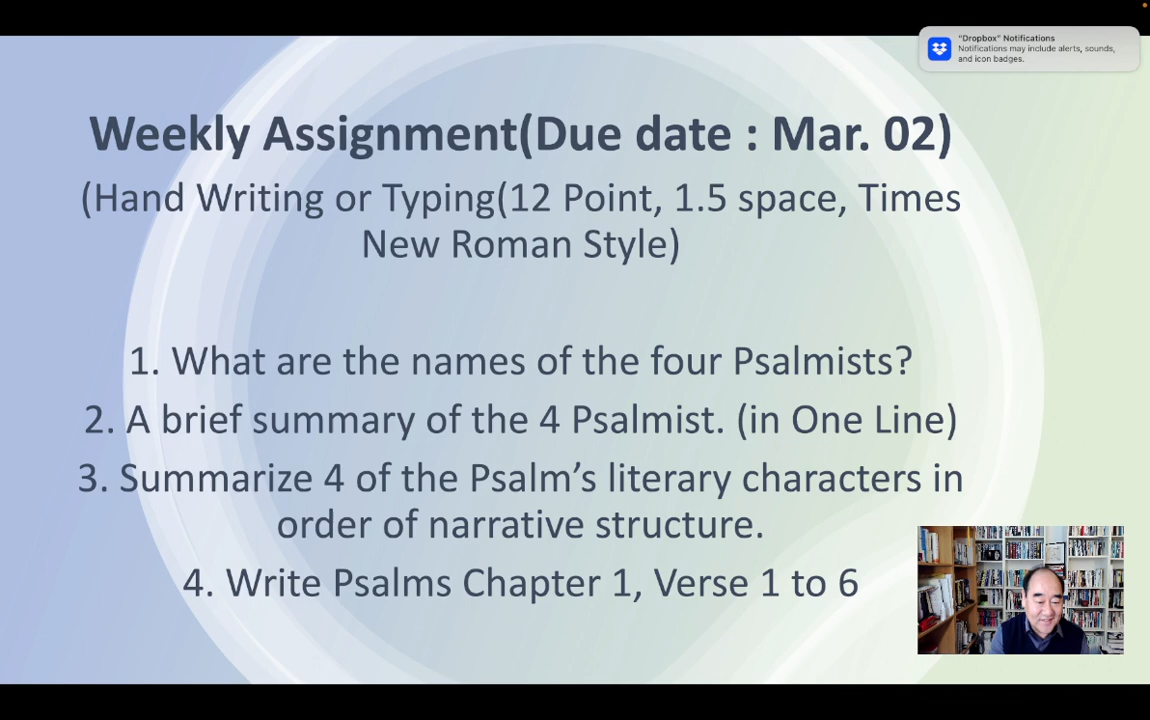 "Dropbox" Notifications
Notifications may include alerts, sounds,
and icon badges.
Weekly Assignment(Due date : Mar. 02)
(Hand Writing or Typing(12 Point, 1.5 space, Times
New Roman Style)
1. What are the names of the four Psalmists?
2. A brief summary of the 4 Psalmist. (in One Line)
3. Summarize 4 of the Psalm’s literary characters in
order of narrative structure.
4. Write Psalms Chapter 1, Verse 1 to 6